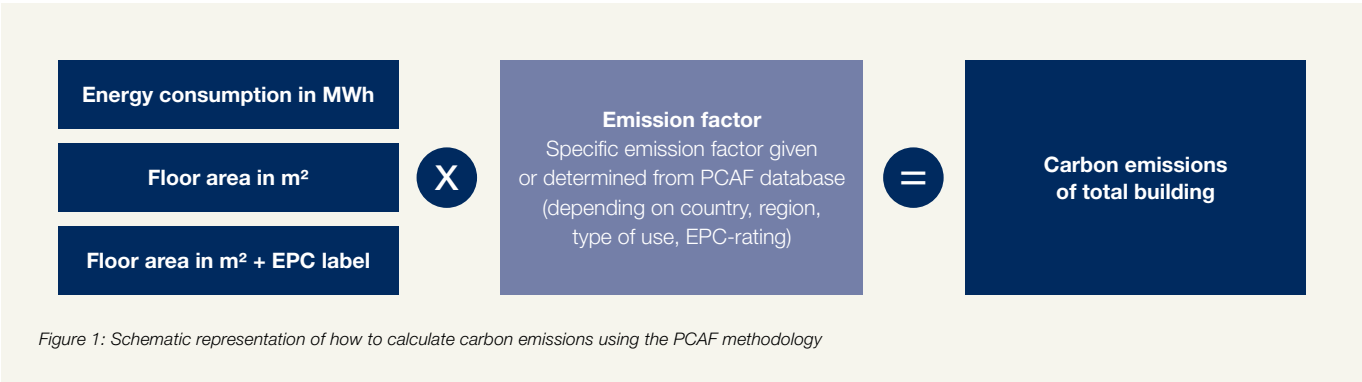 Energy consumption in MWh
Floor area in m²
Floor area in m² + EPC label
X
Emission factor
Specific emission factor given
or determined from PCAF database
(depending on country, region,
type of use, EPC-rating)
=
Carbon emissions
of total building
Figure 1: Schematic representation of how to calculate carbon emissions using the PCAF methodology